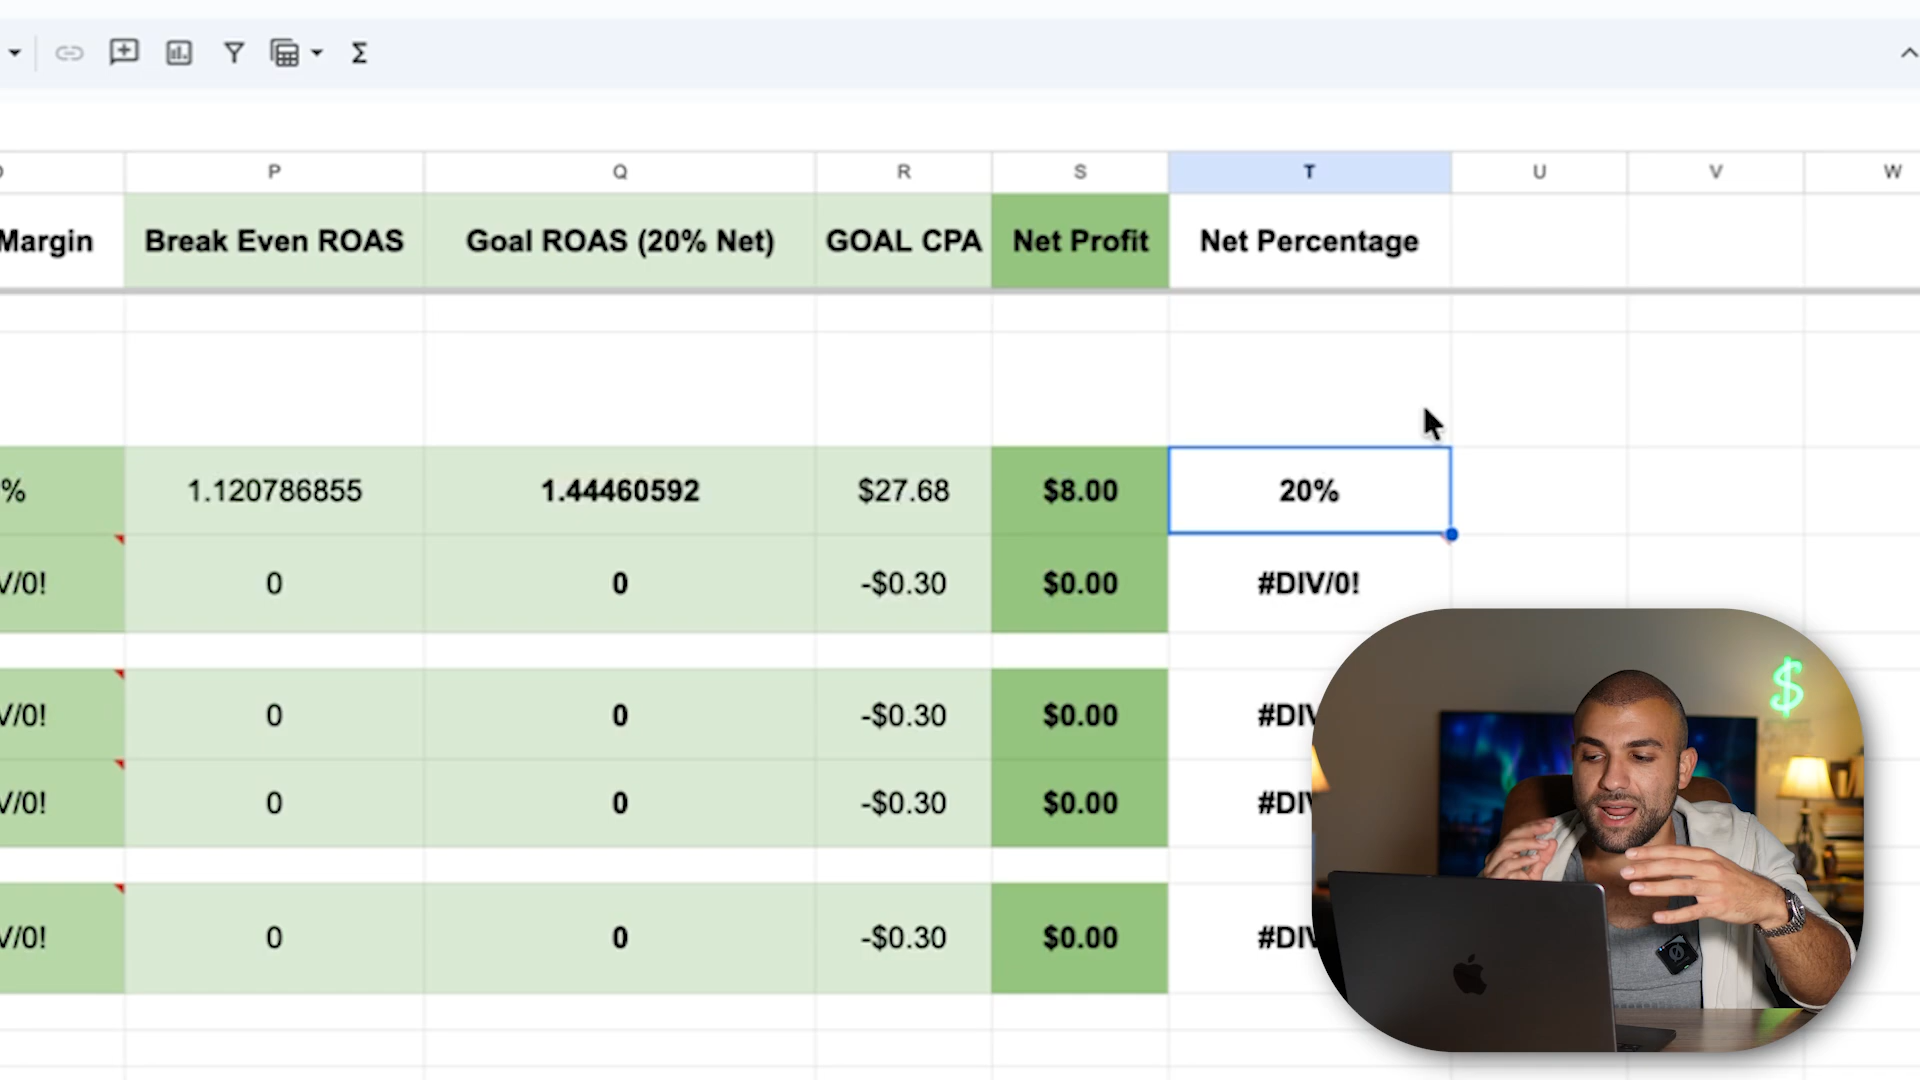 P Q R S T U V W
Margin Break Even ROAS Goal ROAS (20% Net) GOAL CPA Net Profit Net Percentage
% 1.120786855 1.44460592 $27.68 $8.00 20%
V/0! 0 0 -$0.30 $0.00 #DIV/0!
V/0! 0 0 -$0.30 $0.00 #DIV
V/0! 0 0 -$0.30 $0.00 #DIV
V/0! 0 0 -$0.30 $0.00 #DIV
$